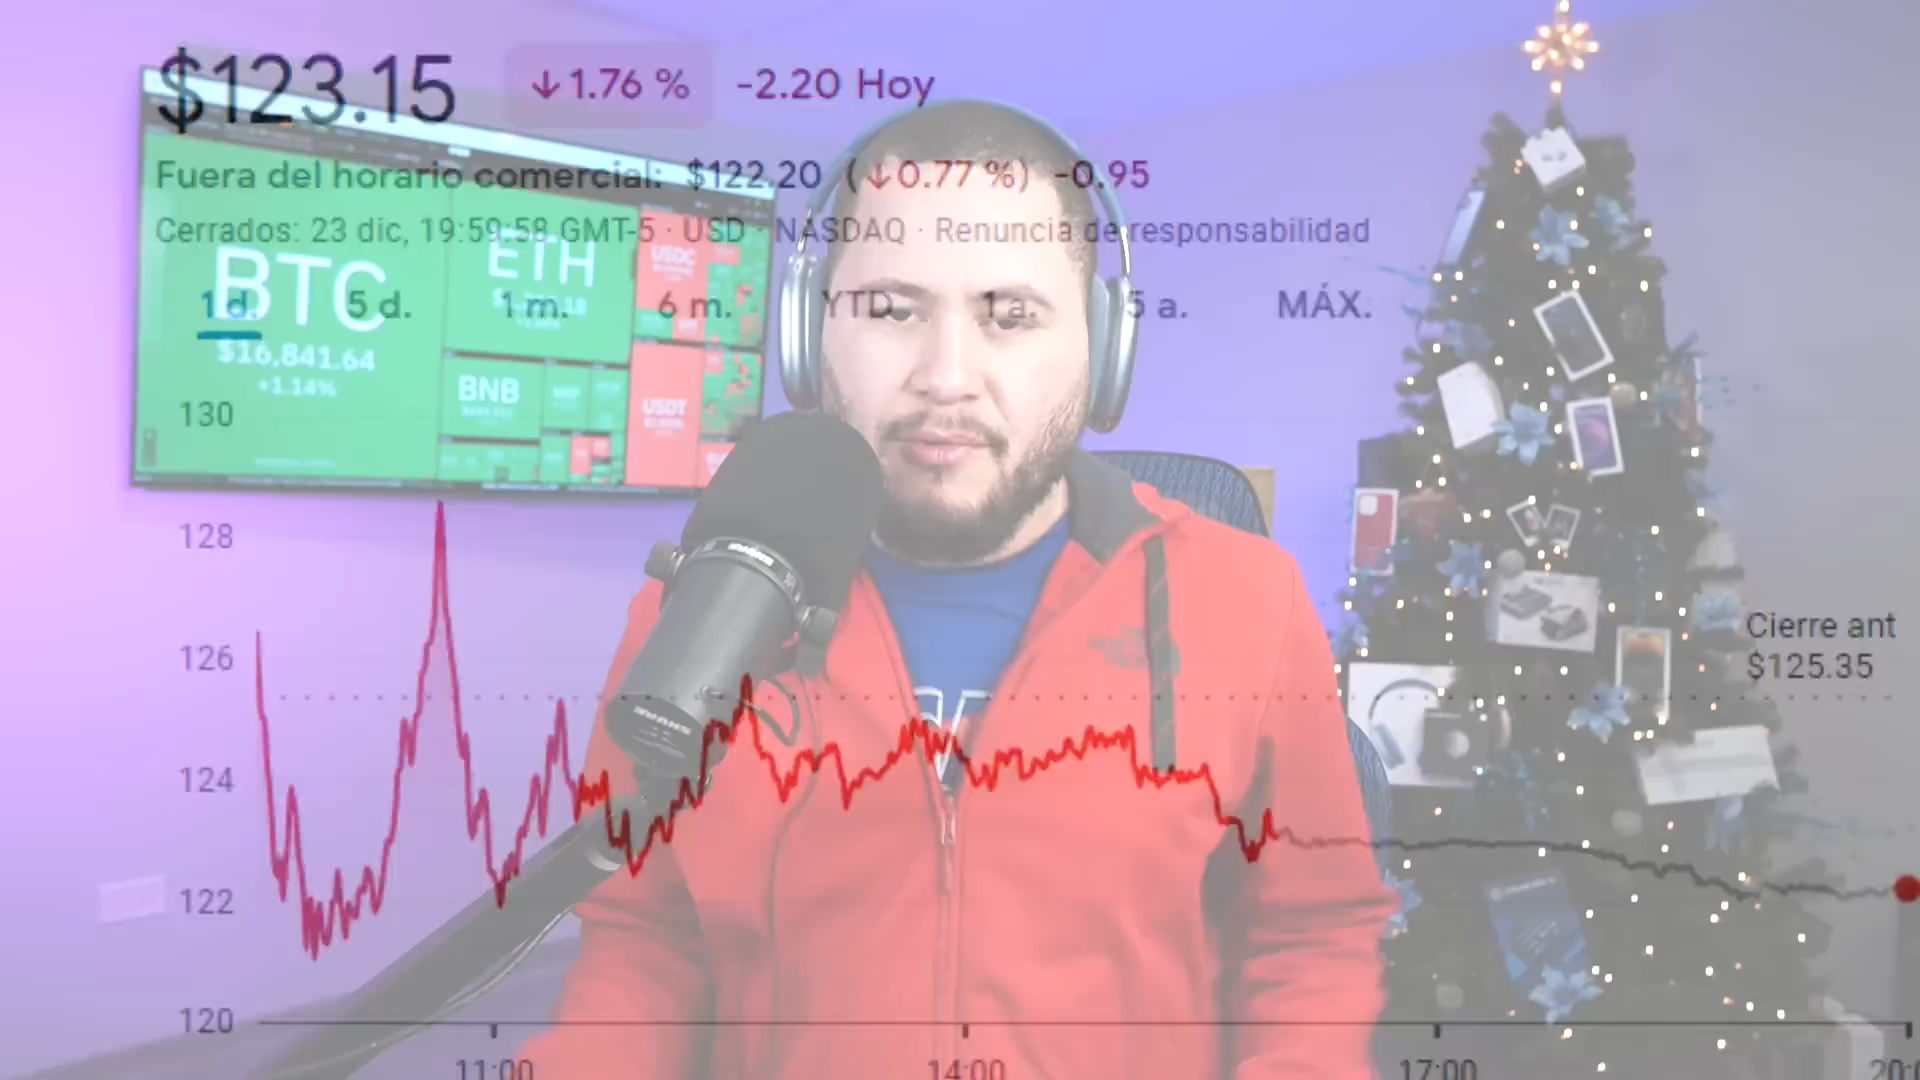 $123.15 ↓1.76 % -2.20 Hoy
Fuera del horario comercial: $122.20 (↓0.77 %) -0.95
Cerrados: 23 dic, 19:59:58 GMT-5 · USD · NASDAQ · Renuncia de responsabilidad
1 d. 5 d. 1 m. 6 m. YTD 1 a. 5 a. MÁX.
BTC
$16,841.64
+1.14%
ETH
USDC
BNB
USDT
130
128
126
124
122
120
Cierre ant
$125.35
11:00 14:00 17:00